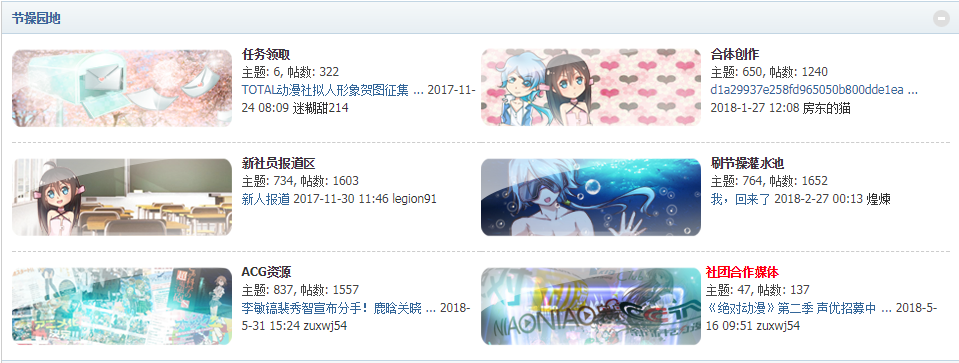 节操园地
任务领取
主题: 6, 帖数: 322
TOTAL动漫社拟人形象贺图征集 ... 2017-11-
24 08:09 迷糊甜214
合体创作
主题: 650, 帖数: 1240
d1a29937e258fd965050b800dde1ea ...
2018-1-27 12:08 房东的猫
新社员报道区
主题: 734, 帖数: 1603
新人报道 2017-11-30 11:46 legion91
刷节操灌水池
主题: 764, 帖数: 1652
我，回来了 2018-2-27 00:13 煌煉
ACG资源
主题: 837, 帖数: 1557
李敏镐裴秀智宣布分手！鹿晗关晓 ... 2018-
5-31 15:24 zuxwj54
社团合作媒体
主题: 47, 帖数: 137
《绝对动漫》第二季 声优招募中 ... 2018-5-
16 09:51 zuxwj54
NIAO NIAO